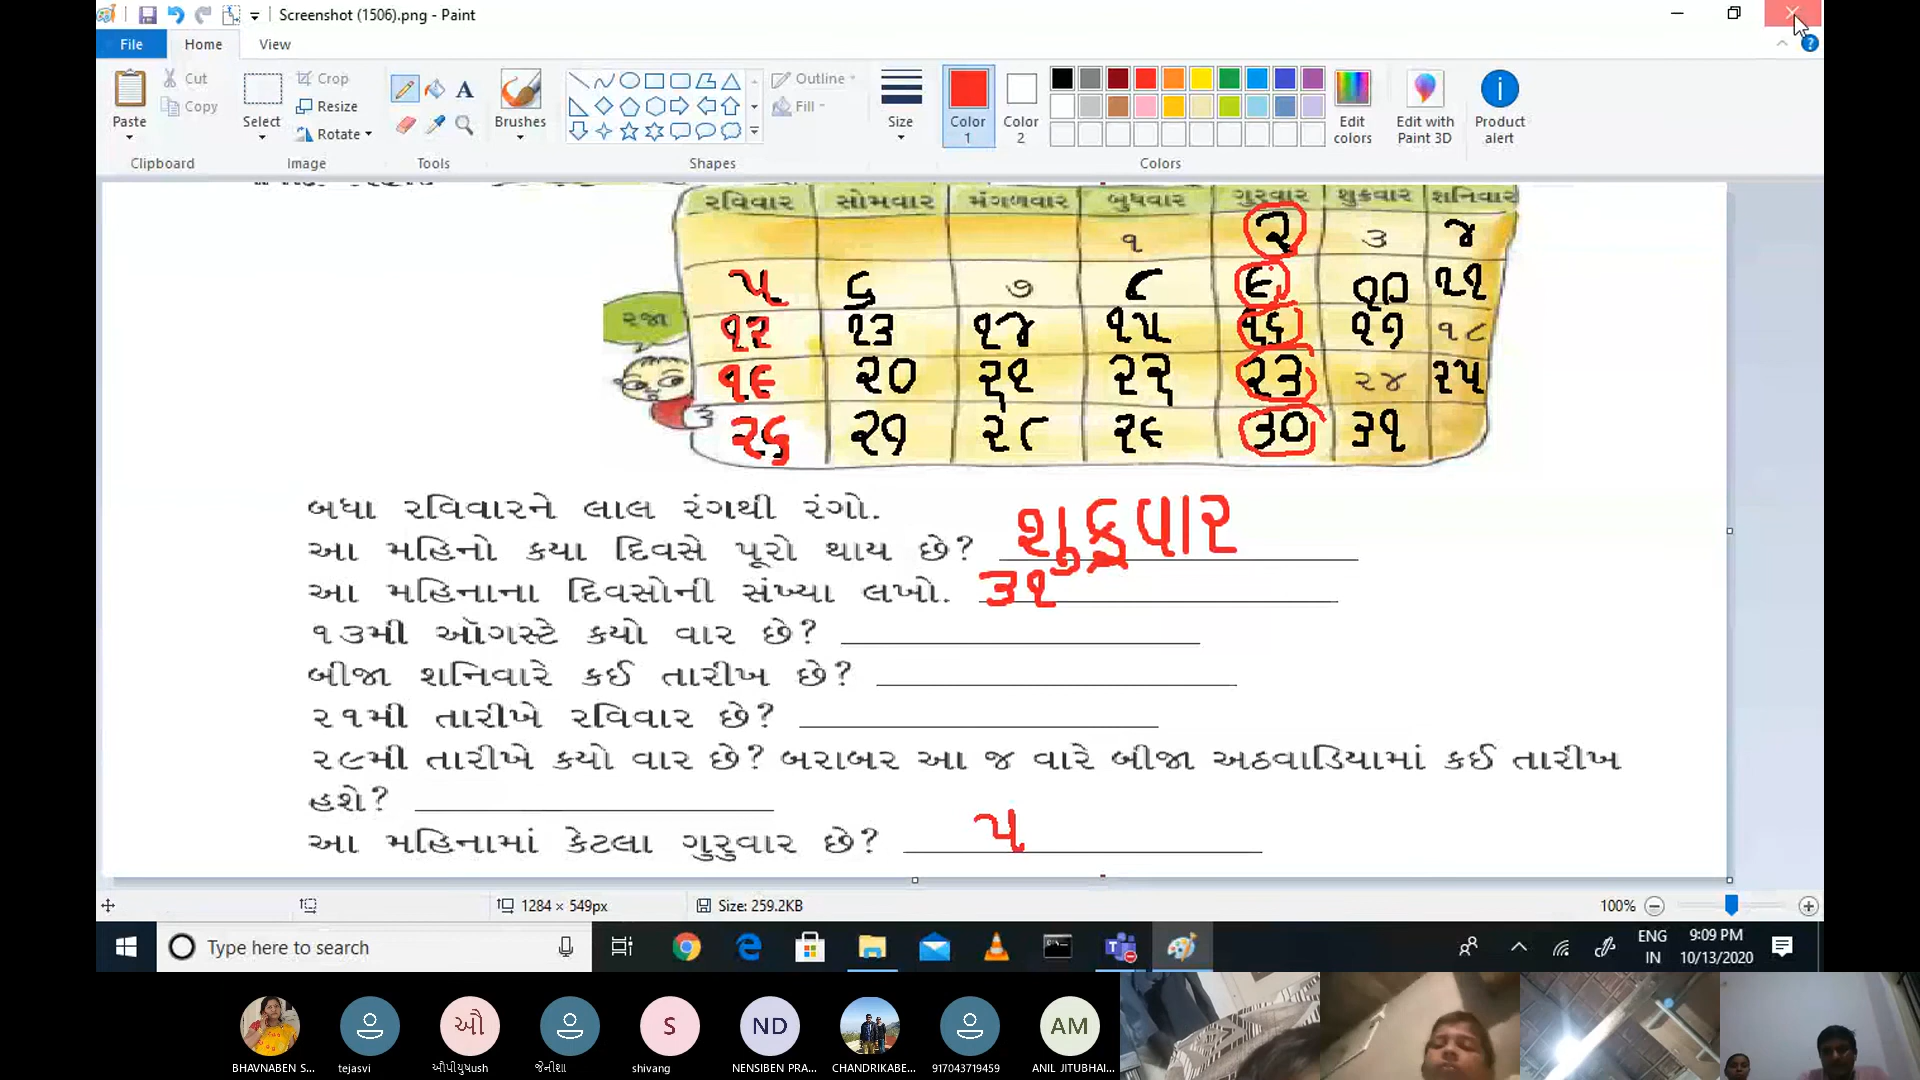 Screenshot (1506).png - Paint
File Home View
Cut
Copy
Paste
Clipboard
Select
Crop
Resize
Rotate
Image
Tools
Brushes
Shapes
Outline
Fill
Size
Color 1
Color 2
Colors
Edit colors
Edit with Paint 3D
Product alert
રવિવાર સોમવાર મંગળવાર બુધવાર ગુરુવાર શુક્રવાર શનિવાર
૧ ૨ ૩ ૪
૫ ૬ ૭ ૮ ૯ ૧૦ ૧૧
રજા
૧૨ ૧૩ ૧૪ ૧૫ ૧૬ ૧૭ ૧૮
૧૯ ૨૦ ૨૧ ૨૨ ૨૩ ૨૪ ૨૫
૨૬ ૨૭ ૨૮ ૨૯ ૩૦ ૩૧
બધા રવિવારને લાલ રંગથી રંગો.
આ મહિનો કયા દિવસે પૂરો થાય છે? શુક્રવાર
આ મહિનાના દિવસોની સંખ્યા લખો. ૩૧
૧૩મી ઑગસ્ટે કયો વાર છે?
બીજા શનિવારે કઈ તારીખ છે?
૨૧મી તારીખે રવિવાર છે?
૨૯મી તારીખે કયો વાર છે? બરાબર આ જ વારે બીજા અઠવાડિયામાં કઈ તારીખ
હશે?
આ મહિનામાં કેટલા ગુરુવાર છે? ૫
1284 × 549px Size: 259.2KB 100%
Type here to search
ENG IN
9:09 PM
10/13/2020
ઔ S ND AM
BHAVNABEN S... tejasvi ઔપીયુષush જેનીશા shivang NENSIBEN PRA... CHANDRIKABE... 917043719459 ANIL JITUBHAI...